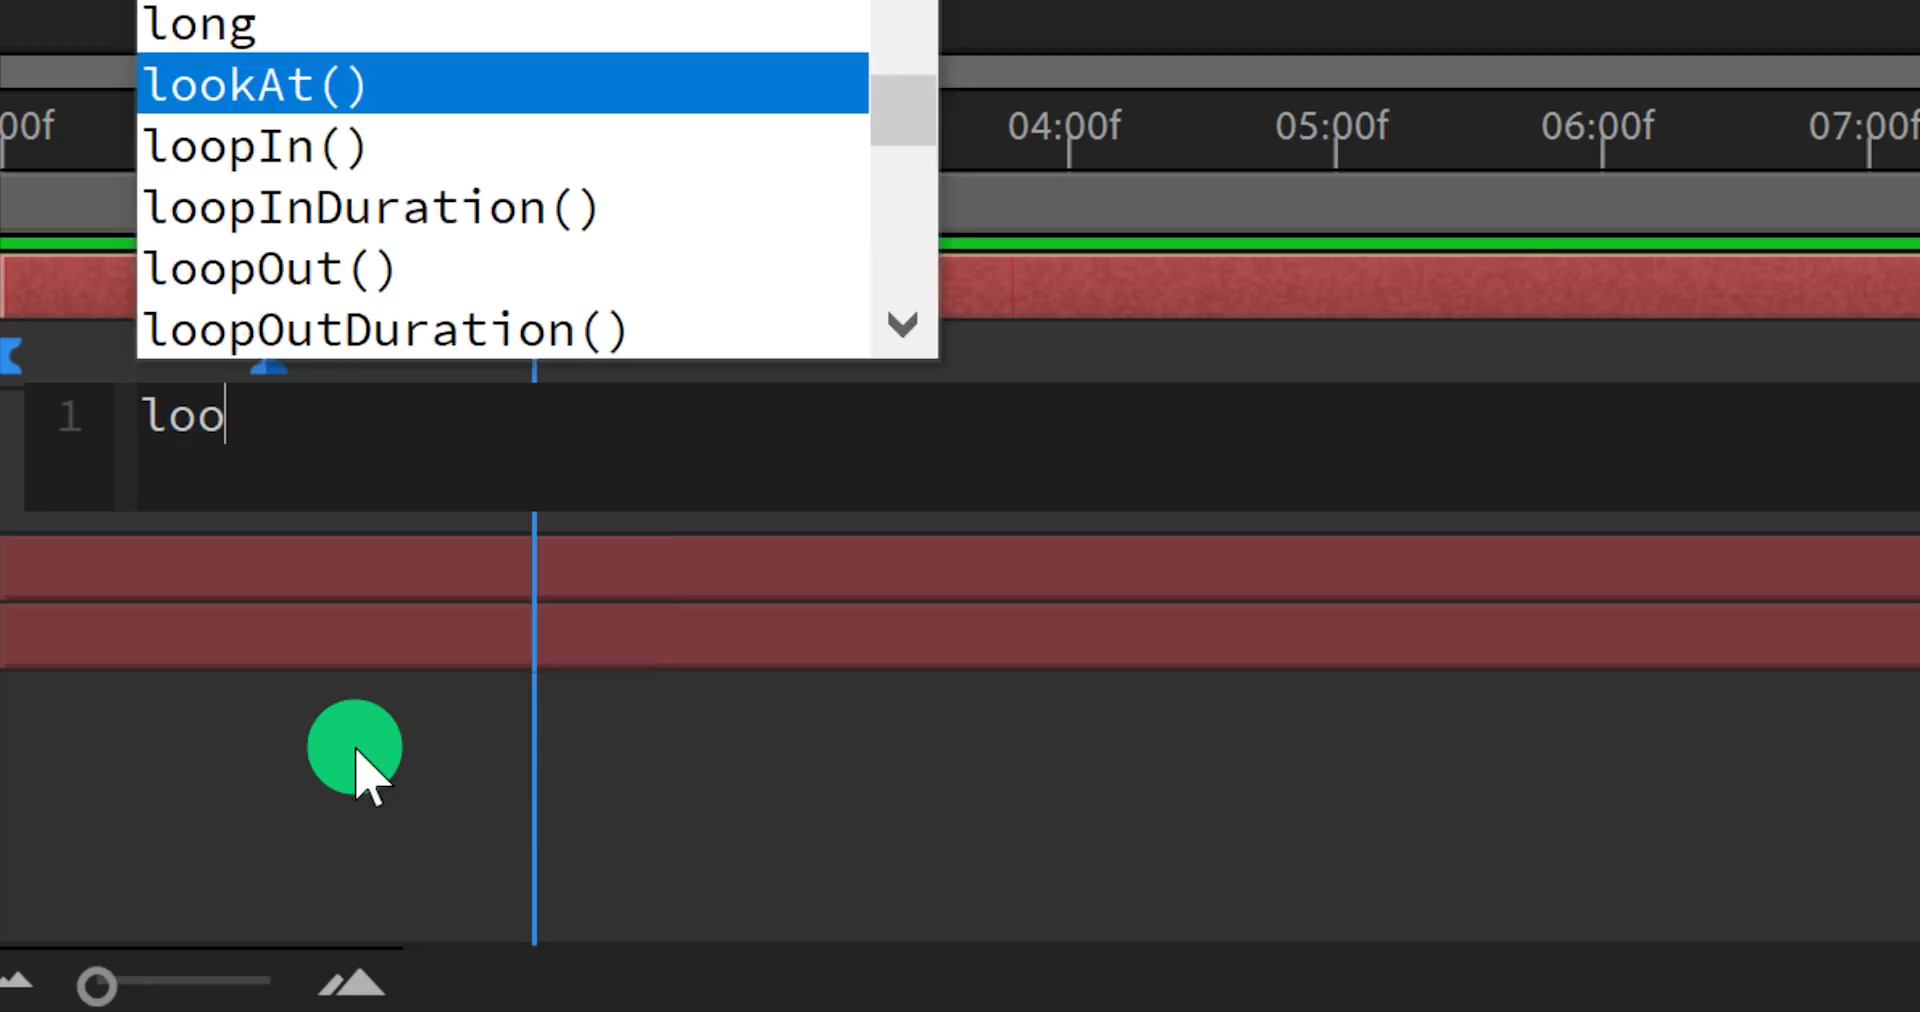 long
lookAt()
00f
04:00f
05:00f
06:00f
07:00f
loopIn()
loopInDuration()
loopOut()
loopOutDuration()
1
loo